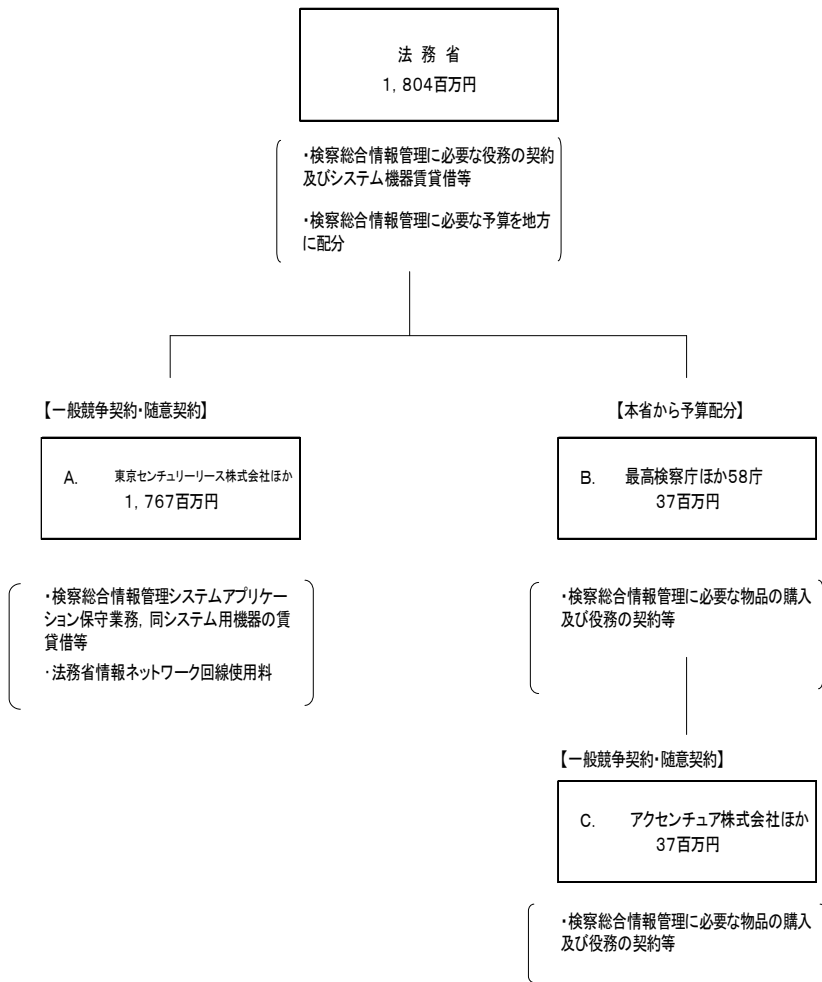 法 務 省
1,804百万円
・検察総合情報管理に必要な役務の契約
及びシステム機器賃貸借等
・検察総合情報管理に必要な予算を地方
に配分
【一般競争契約・随意契約】
A. 東京センチュリーリース株式会社ほか
1,767百万円
・検察総合情報管理システムアプリケー
ション保守業務,同システム用機器の賃
貸借等
・法務省情報ネットワーク回線使用料
【本省から予算配分】
B. 最高検察庁ほか58庁
37百万円
・検察総合情報管理に必要な物品の購入
及び役務の契約等
【一般競争契約・随意契約】
C. アクセンチュア株式会社ほか
37百万円
・検察総合情報管理に必要な物品の購入
及び役務の契約等